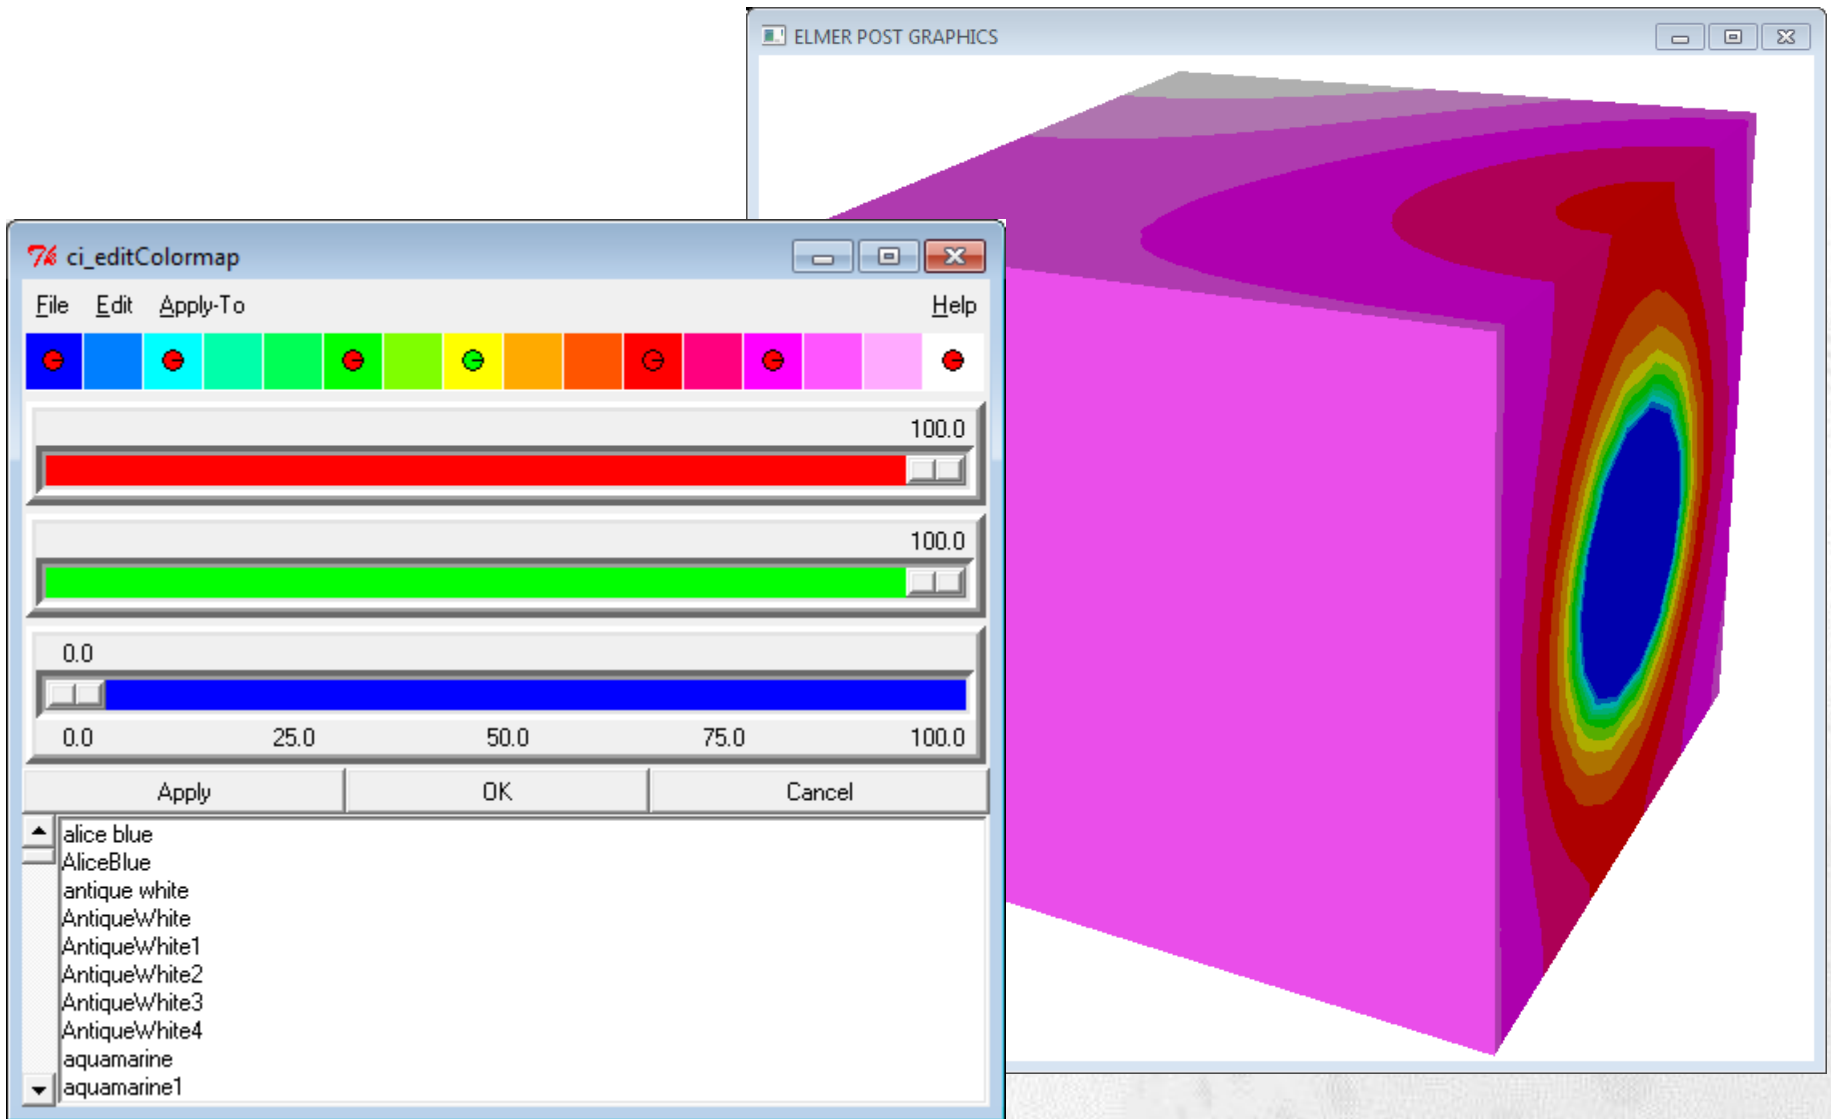 ELMER POST GRAPHICS
7k ci_editColormap
File Edit Apply-To Help
100.0
100.0
0.0
0.0 25.0 50.0 75.0 100.0
Apply OK Cancel
alice blue
AliceBlue
antique white
AntiqueWhite
AntiqueWhite1
AntiqueWhite2
AntiqueWhite3
AntiqueWhite4
aquamarine
aquamarine1